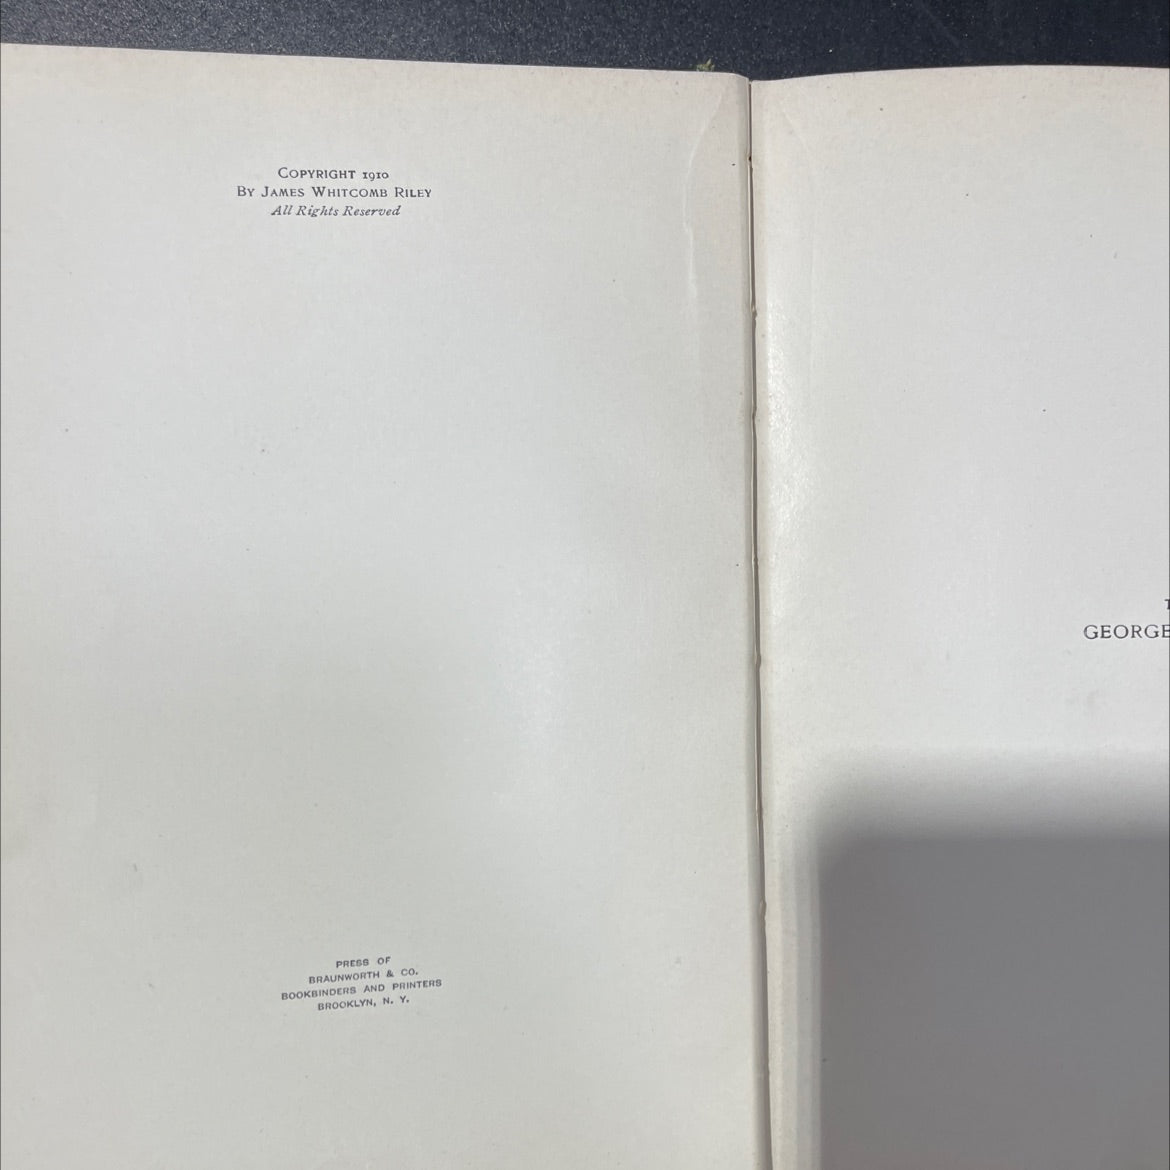 COPYRIGHT 1910
BY JAMES WHITCOMB RILEY
All Rights Reserved
PRESS OF
BRAUNWORTH & CO.
BOOKBINDERS AND PRINTERS
BROOKLYN, N. Y.
GEORGE